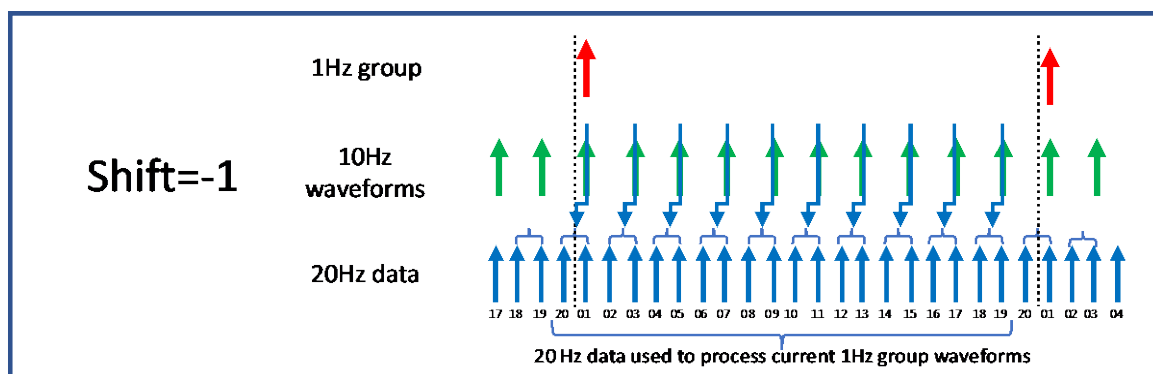 1Hz group
Shift=-1
10Hz
waveforms
20Hz data
17 18 19 20 01 02 03 04 05 06 07 08 09 10 11 12 13 14 15 16 17 18 19 20 01 02 03 04
20 Hz data used to process current 1Hz group waveforms